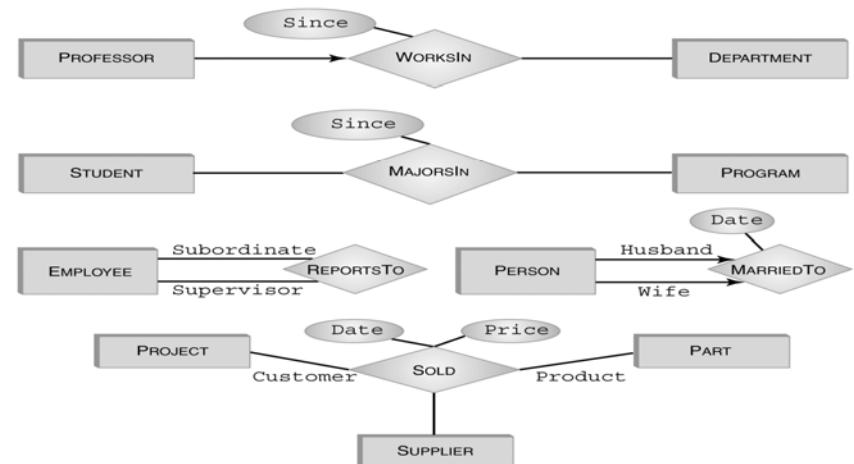 Since
PROFESSOR WORKSIN DEPARTMENT
Since
STUDENT MAJORSIN PROGRAM
Date
Subordinate Husband
EMPLOYEE REPORTSTO PERSON MARRIEDTO
Supervisor Wife
Date Price
PROJECT PART
SOLD
Customer Product
SUPPLIER